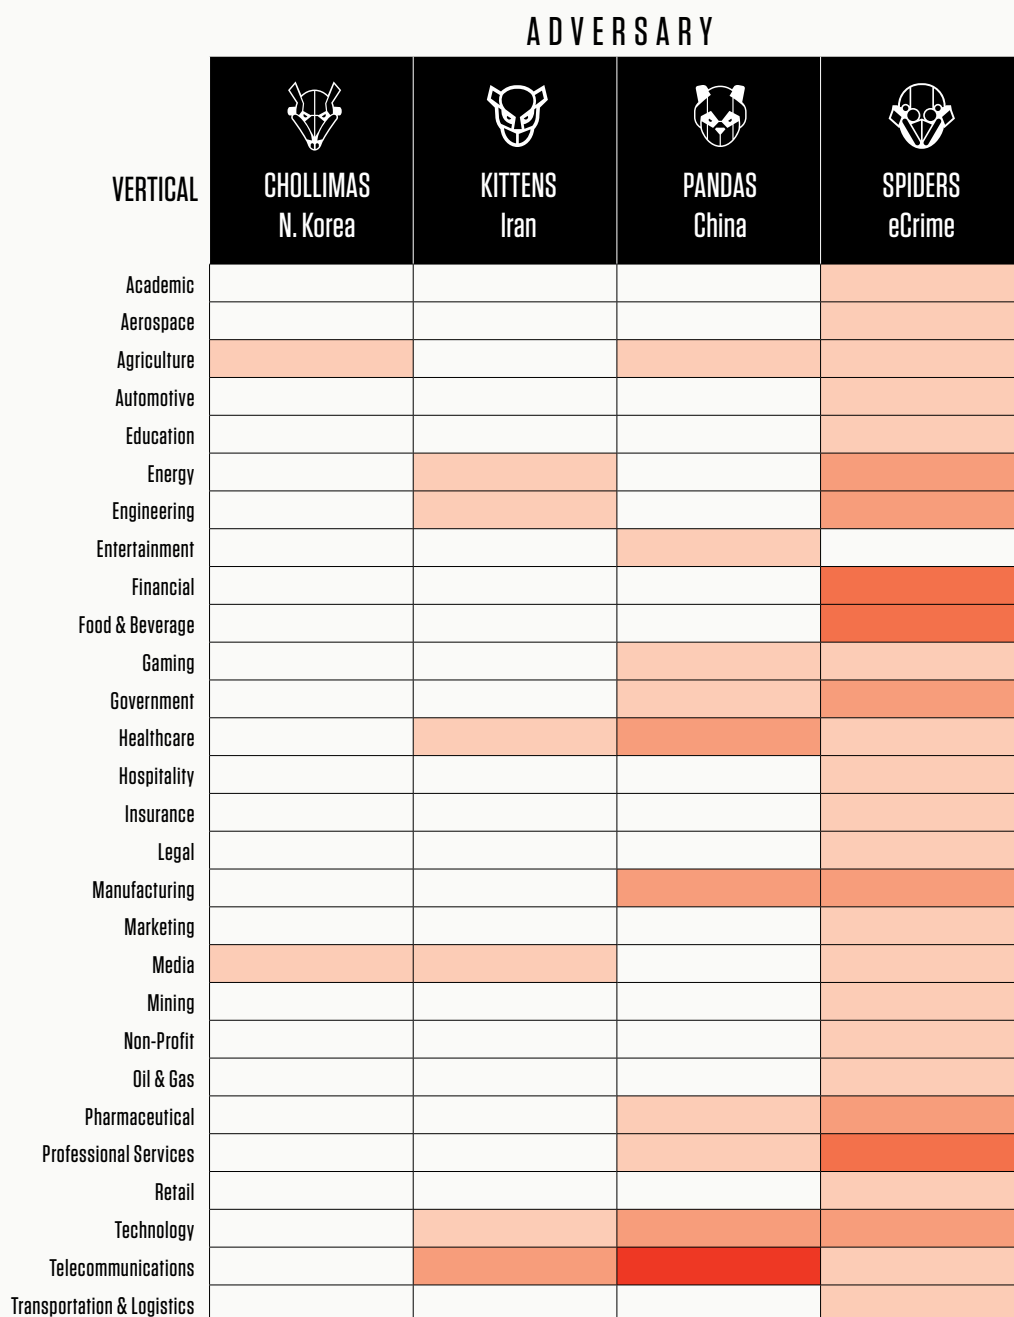 ADVERSARY
VERTICAL
CHOLLIMAS
N. Korea
KITTENS
Iran
PANDAS
China
SPIDERS
eCrime
Academic
Aerospace
Agriculture
Automotive
Education
Energy
Engineering
Entertainment
Financial
Food & Beverage
Gaming
Government
Healthcare
Hospitality
Insurance
Legal
Manufacturing
Marketing
Media
Mining
Non-Profit
Oil & Gas
Pharmaceutical
Professional Services
Retail
Technology
Telecommunications
Transportation & Logistics